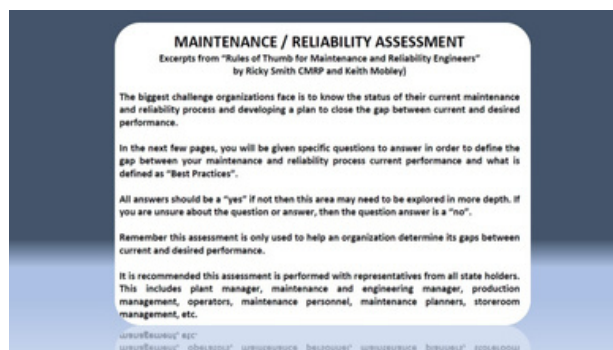 MAINTENANCE / RELIABILITY ASSESSMENT
Excerpts from “Rules of Thumb for Maintenance and Reliability Engineers”
by Ricky Smith CMRP and Keith Mobley)
The biggest challenge organizations face is to know the status of their current maintenance
and reliability process and developing a plan to close the gap between current and desired
performance.
In the next few pages, you will be given specific questions to answer in order to define the
gap between your maintenance and reliability process current performance and what is
defined as “Best Practices”.
All answers should be a “yes” if not then this area may need to be explored in more depth. If
you are unsure about the question or answer, then the question answer is a “no”.
Remember this assessment is only used to help an organization determine its gaps between
current and desired performance.
It is recommended this assessment is performed with representatives from all state holders.
This includes plant manager, maintenance and engineering manager, production
management, operators, maintenance personnel, maintenance planners, storeroom
management, etc.